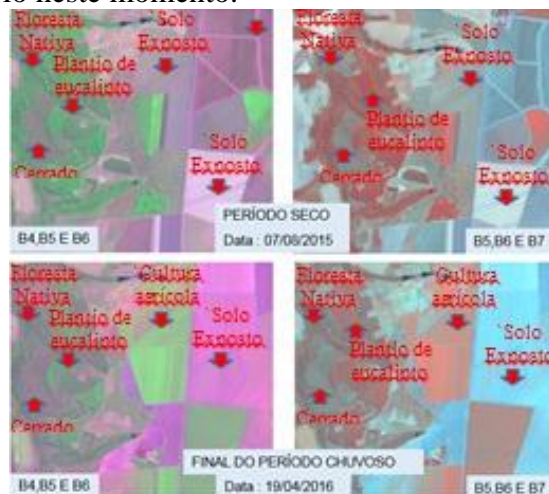 lo neste momento.
Floresta
Nativa
Solo
Exposto
Plantio de
eucalipto
Cerrado
Solo
Exposto
B4,B5 E B6
Floresta
Nativa
Solo
Exposto
Plantio de
eucalipto
Cerrado
Solo
Exposto
B5,B6 E B7
PERÍODO SECO
Data : 07/08/2015
Floresta
Nativa
Cultura
agrícola
Plantio de
eucalipto
Solo
Exposto
Cerrado
B4,B5 E B6
Floresta
Nativa
Cultura
agrícola
Plantio de
eucalipto
Solo
Exposto
Cerrado
B5,B6 E B7
FINAL DO PERÍODO CHUVOSO
Data : 19/04/2016